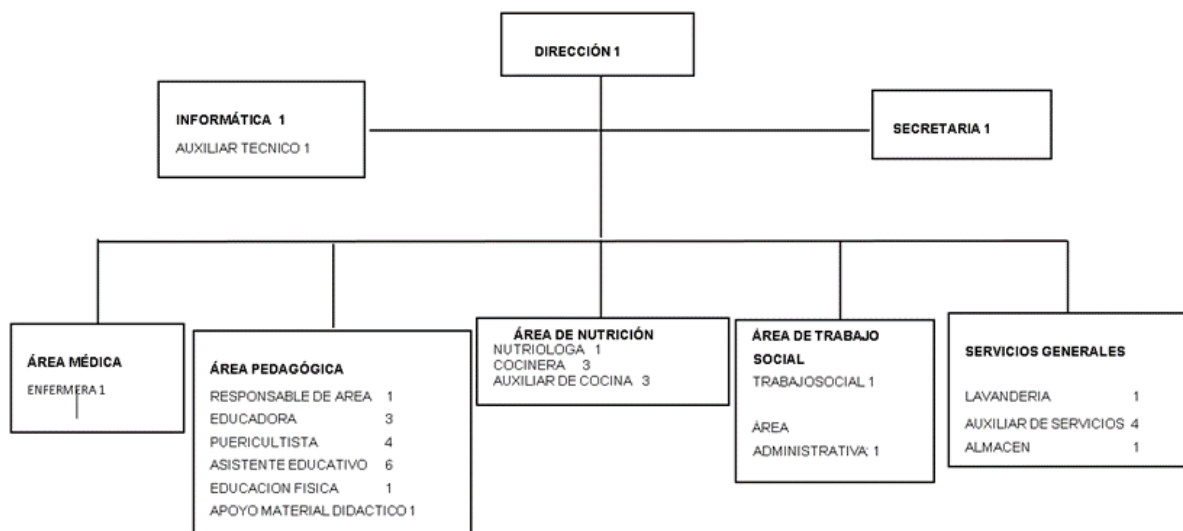 DIRECCIÓN 1
INFORMÁTICA 1
AUXILIAR TECNICO 1
SECRETARIA 1
ÁREA MÉDICA
ENFERMERA 1
ÁREA PEDAGÓGICA
RESPONSABLE DE AREA 1
EDUCADORA 3
PUERICULTISTA 4
ASISTENTE EDUCATIVO 6
EDUCACION FISICA 1
APOYO MATERIAL DIDACTICO 1
ÁREA DE NUTRICIÓN
NUTRIOLOGA 1
COCINERA 3
AUXILIAR DE COCINA 3
ÁREA DE TRABAJO
SOCIAL
TRABAJOSOCIAL 1
ÁREA
ADMINISTRATIVA: 1
SERVICIOS GENERALES
LAVANDERIA 1
AUXILIAR DE SERVICIOS 4
ALMACEN 1